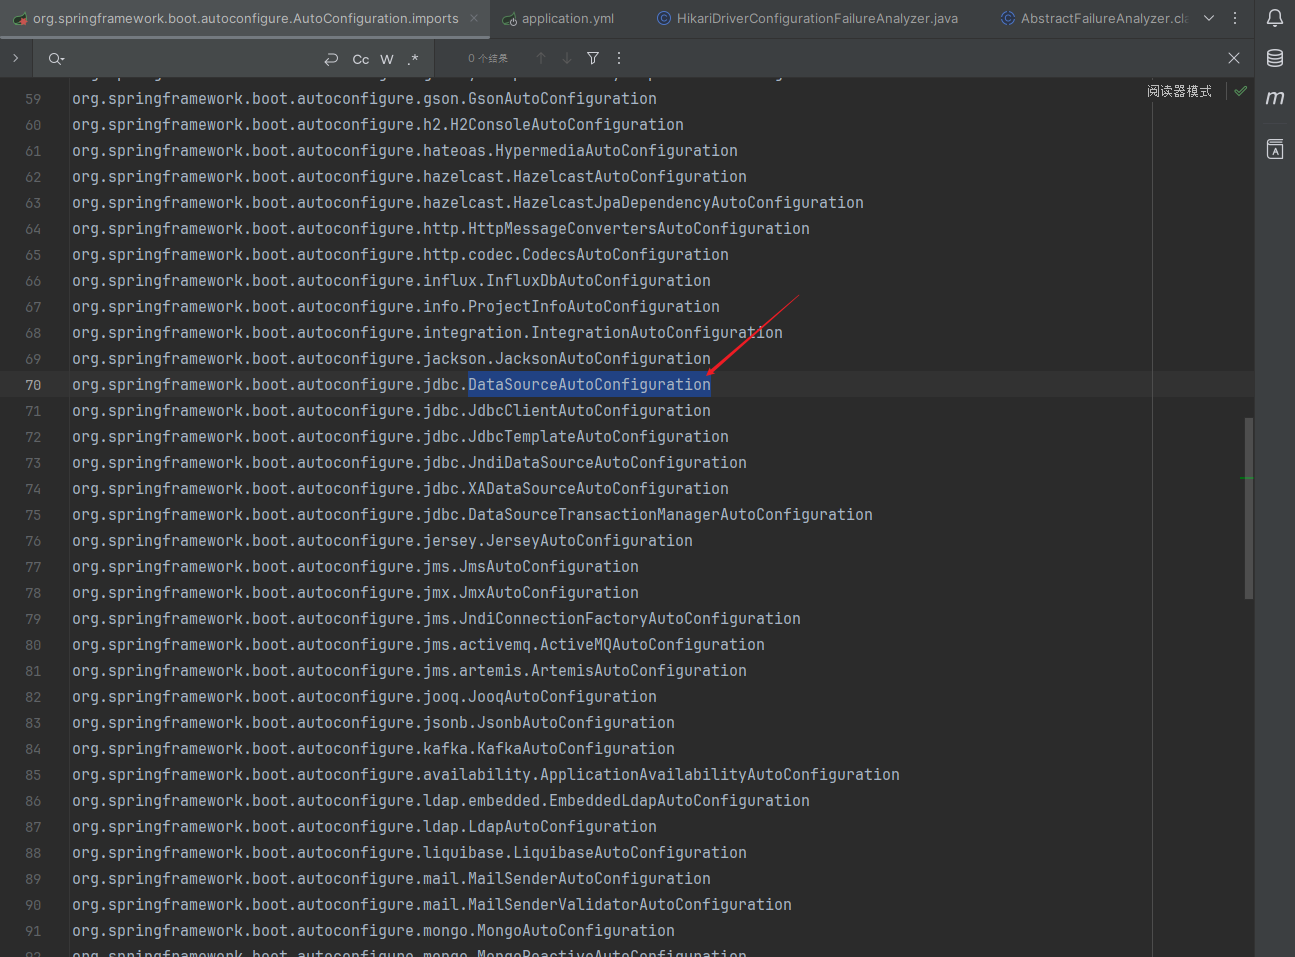 org.springframework.boot.autoconfigure.AutoConfiguration.imports
application.yml
HikariDriverConfigurationFailureAnalyzer.java
AbstractFailureAnalyzer.cla
Cc W .*
0 个结果
阅读器模式
59 org.springframework.boot.autoconfigure.gson.GsonAutoConfiguration
60 org.springframework.boot.autoconfigure.h2.H2ConsoleAutoConfiguration
61 org.springframework.boot.autoconfigure.hateoas.HypermediaAutoConfiguration
62 org.springframework.boot.autoconfigure.hazelcast.HazelcastAutoConfiguration
63 org.springframework.boot.autoconfigure.hazelcast.HazelcastJpaDependencyAutoConfiguration
64 org.springframework.boot.autoconfigure.http.HttpMessageConvertersAutoConfiguration
65 org.springframework.boot.autoconfigure.http.codec.CodecsAutoConfiguration
66 org.springframework.boot.autoconfigure.influx.InfluxDbAutoConfiguration
67 org.springframework.boot.autoconfigure.info.ProjectInfoAutoConfiguration
68 org.springframework.boot.autoconfigure.integration.IntegrationAutoConfiguration
69 org.springframework.boot.autoconfigure.jackson.JacksonAutoConfiguration
70 org.springframework.boot.autoconfigure.jdbc.DataSourceAutoConfiguration
71 org.springframework.boot.autoconfigure.jdbc.JdbcClientAutoConfiguration
72 org.springframework.boot.autoconfigure.jdbc.JdbcTemplateAutoConfiguration
73 org.springframework.boot.autoconfigure.jdbc.JndiDataSourceAutoConfiguration
74 org.springframework.boot.autoconfigure.jdbc.XADataSourceAutoConfiguration
75 org.springframework.boot.autoconfigure.jdbc.DataSourceTransactionManagerAutoConfiguration
76 org.springframework.boot.autoconfigure.jersey.JerseyAutoConfiguration
77 org.springframework.boot.autoconfigure.jms.JmsAutoConfiguration
78 org.springframework.boot.autoconfigure.jmx.JmxAutoConfiguration
79 org.springframework.boot.autoconfigure.jms.JndiConnectionFactoryAutoConfiguration
80 org.springframework.boot.autoconfigure.jms.activemq.ActiveMQAutoConfiguration
81 org.springframework.boot.autoconfigure.jms.artemis.ArtemisAutoConfiguration
82 org.springframework.boot.autoconfigure.jooq.JooqAutoConfiguration
83 org.springframework.boot.autoconfigure.jsonb.JsonbAutoConfiguration
84 org.springframework.boot.autoconfigure.kafka.KafkaAutoConfiguration
85 org.springframework.boot.autoconfigure.availability.ApplicationAvailabilityAutoConfiguration
86 org.springframework.boot.autoconfigure.ldap.embedded.EmbeddedLdapAutoConfiguration
87 org.springframework.boot.autoconfigure.ldap.LdapAutoConfiguration
88 org.springframework.boot.autoconfigure.liquibase.LiquibaseAutoConfiguration
89 org.springframework.boot.autoconfigure.mail.MailSenderAutoConfiguration
90 org.springframework.boot.autoconfigure.mail.MailSenderValidatorAutoConfiguration
91 org.springframework.boot.autoconfigure.mongo.MongoAutoConfiguration
92 org.springframework.boot.autoconfigure.mongo.MongoReactiveAutoConfiguration